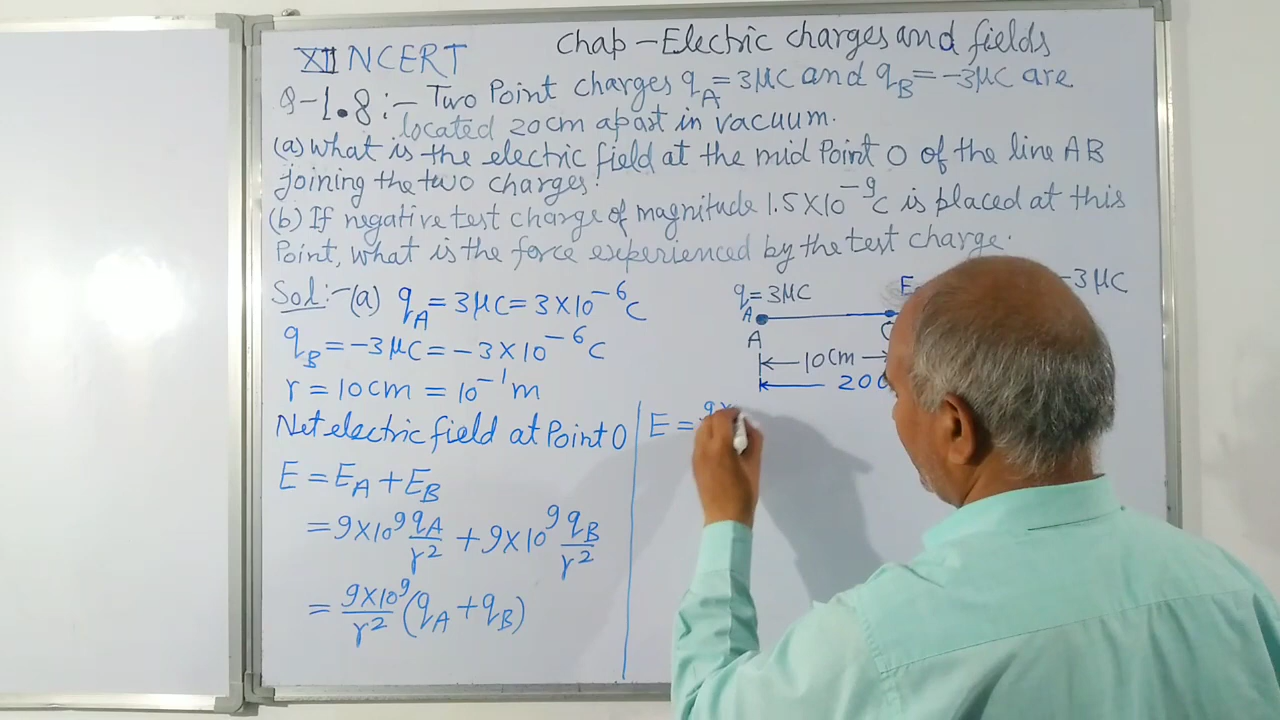 XII NCERT
Chap - Electric charges and fields
Q-1.8:- Two Point charges q_A = 3μC and q_B = -3μC are
located 20cm apart in vacuum.
(a) What is the electric field at the mid Point O of the line AB
joining the two charges?
(b) If negative test charge of magnitude 1.5×10⁻⁹C is placed at this
Point, what is the force experienced by the test charge.
Sol:- (a) q_A = 3μC = 3×10⁻⁶C
q_B = -3μC = -3×10⁻⁶C
r = 10cm = 10⁻¹m
Net electric field at Point O
E = E_A + E_B
= 9×10⁹ q_A/r² + 9×10⁹ q_B/r²
= 9×10⁹/r² (q_A + q_B)
q = 3μC
E
-3μC
A
A
10cm
20
E = 9×